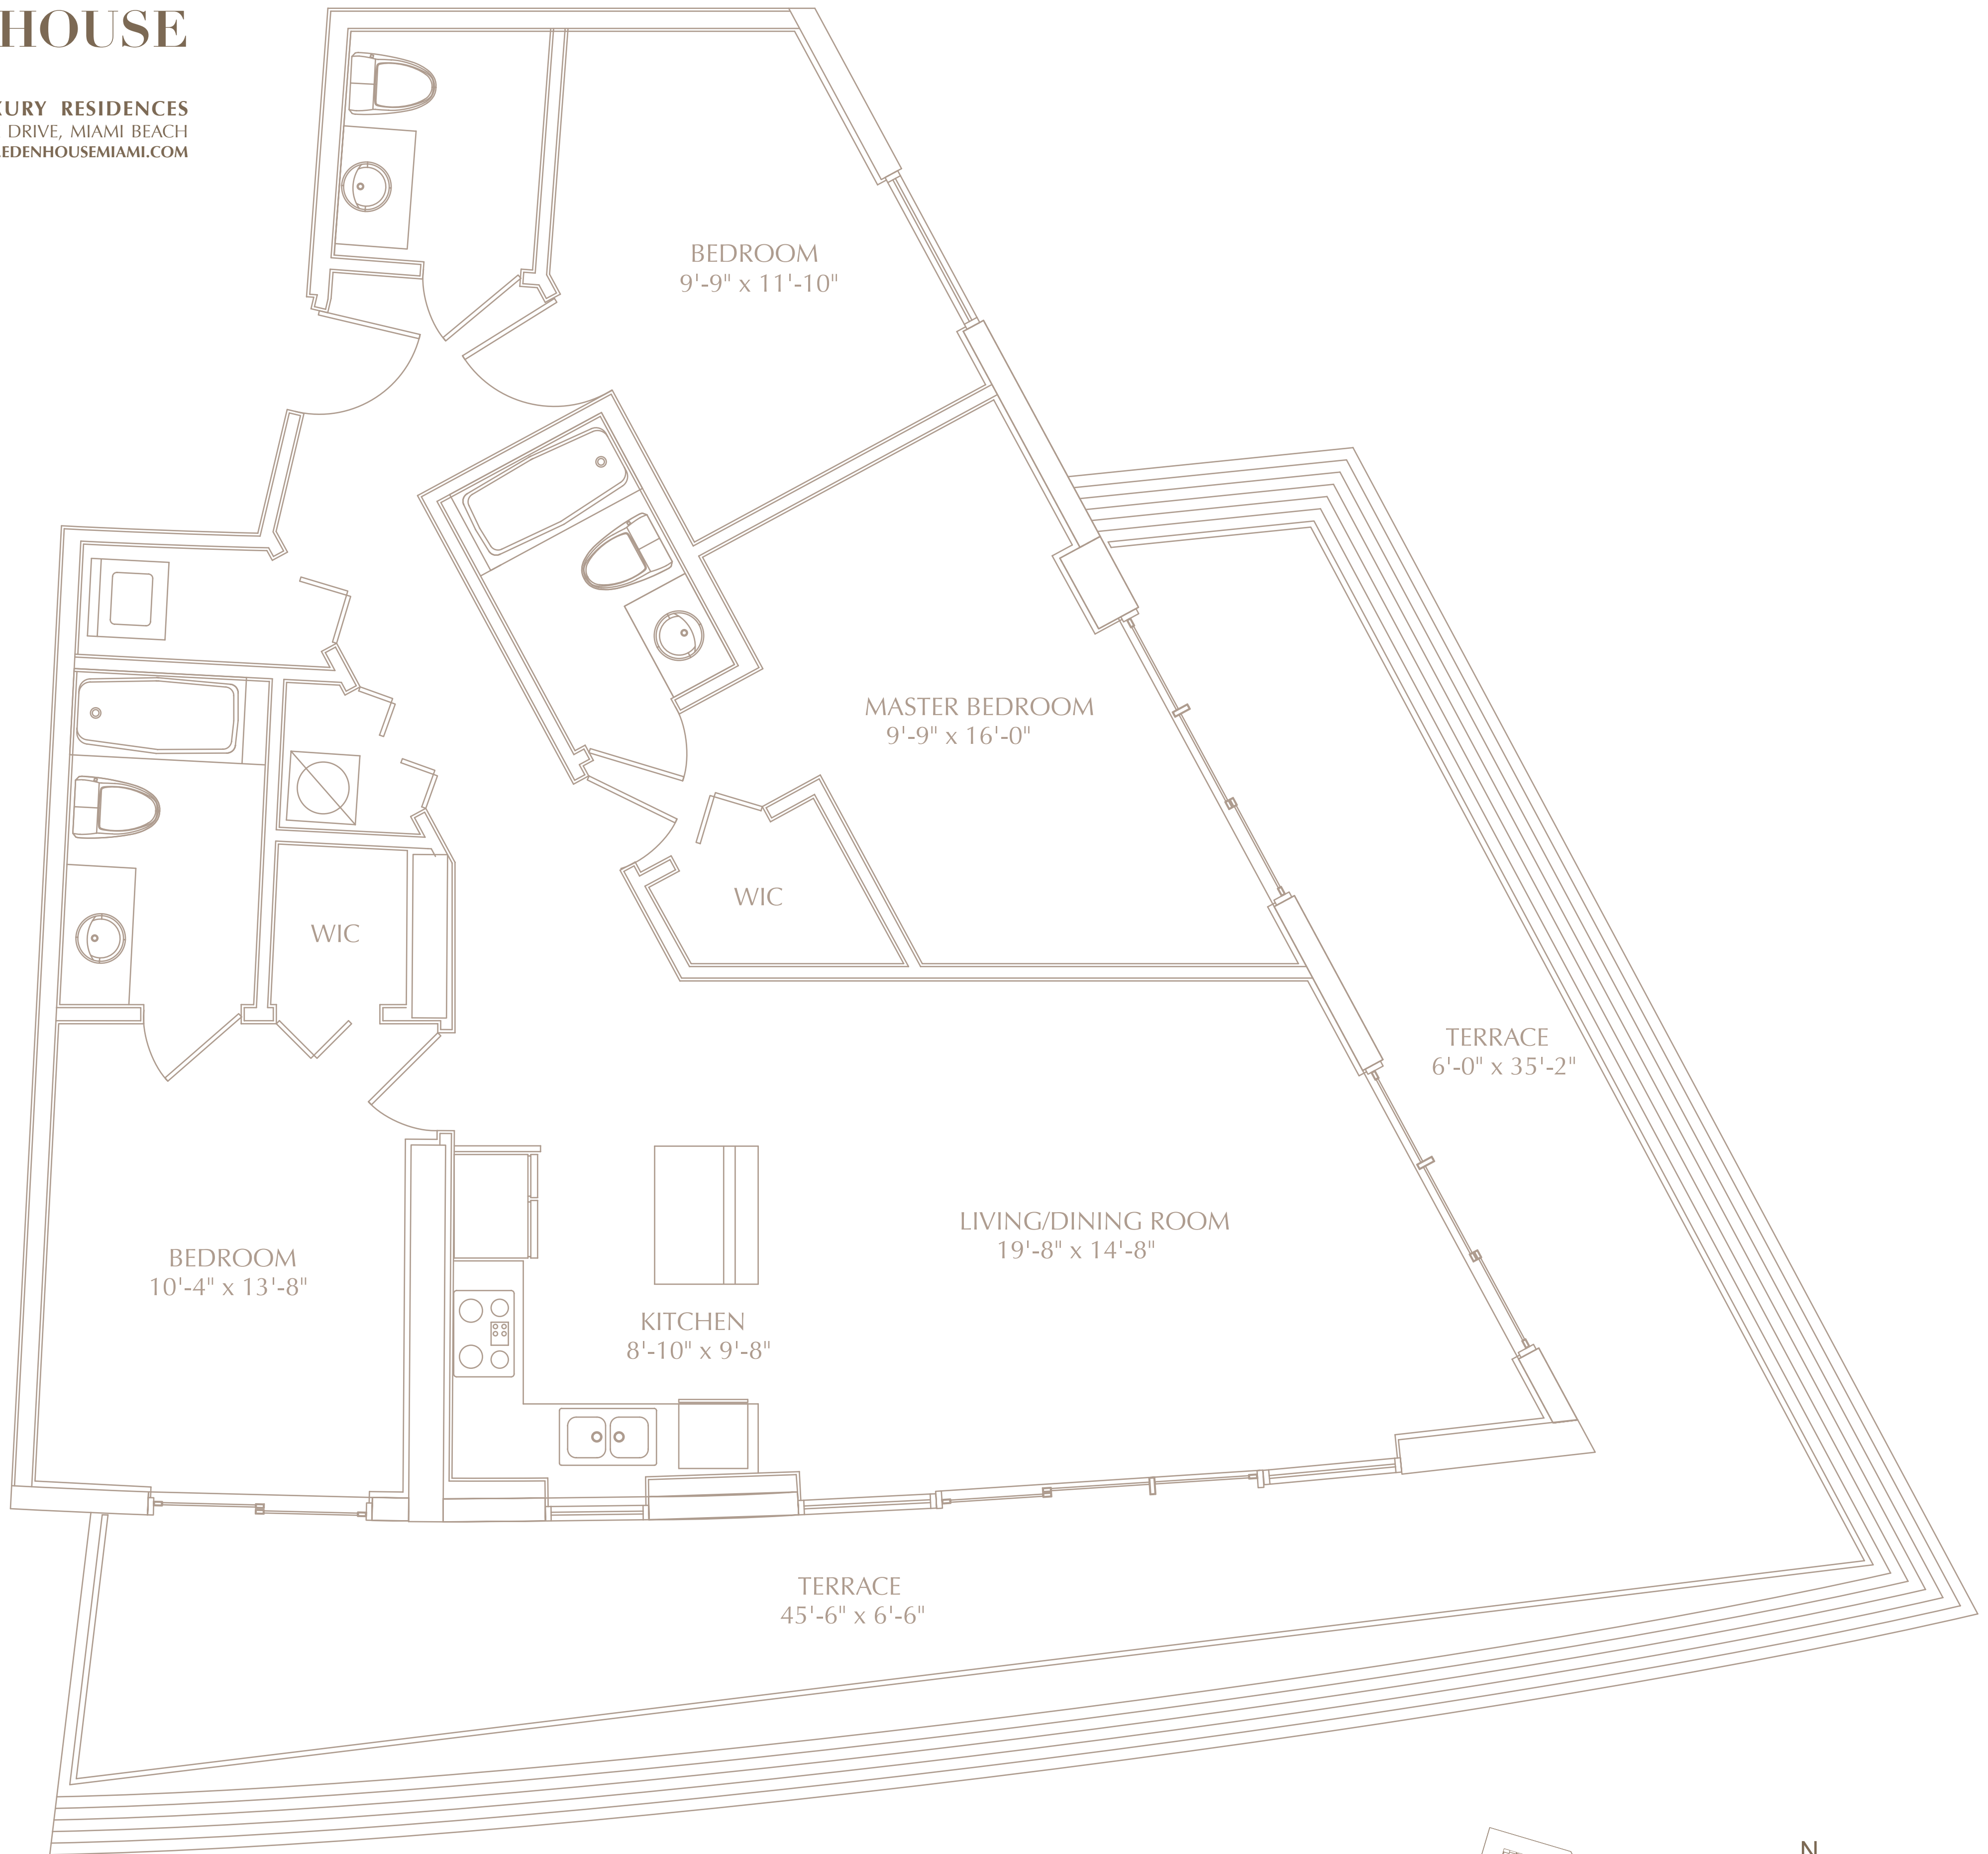 HOUSE
RESIDENCES
DRIVE, MIAMI BEACH
EDENHOUSEMIAMI.COM
BEDROOM
9'-9" x 11'-10"
MASTER BEDROOM
9'-9" x 16'-0"
WIC
WIC
TERRACE
6'-0" x 35'-2"
LIVING/DINING ROOM
19'-8" x 14'-8"
BEDROOM
10'-4" x 13'-8"
KITCHEN
8'-10" x 9'-8"
TERRACE
45'-6" x 6'-6"
N